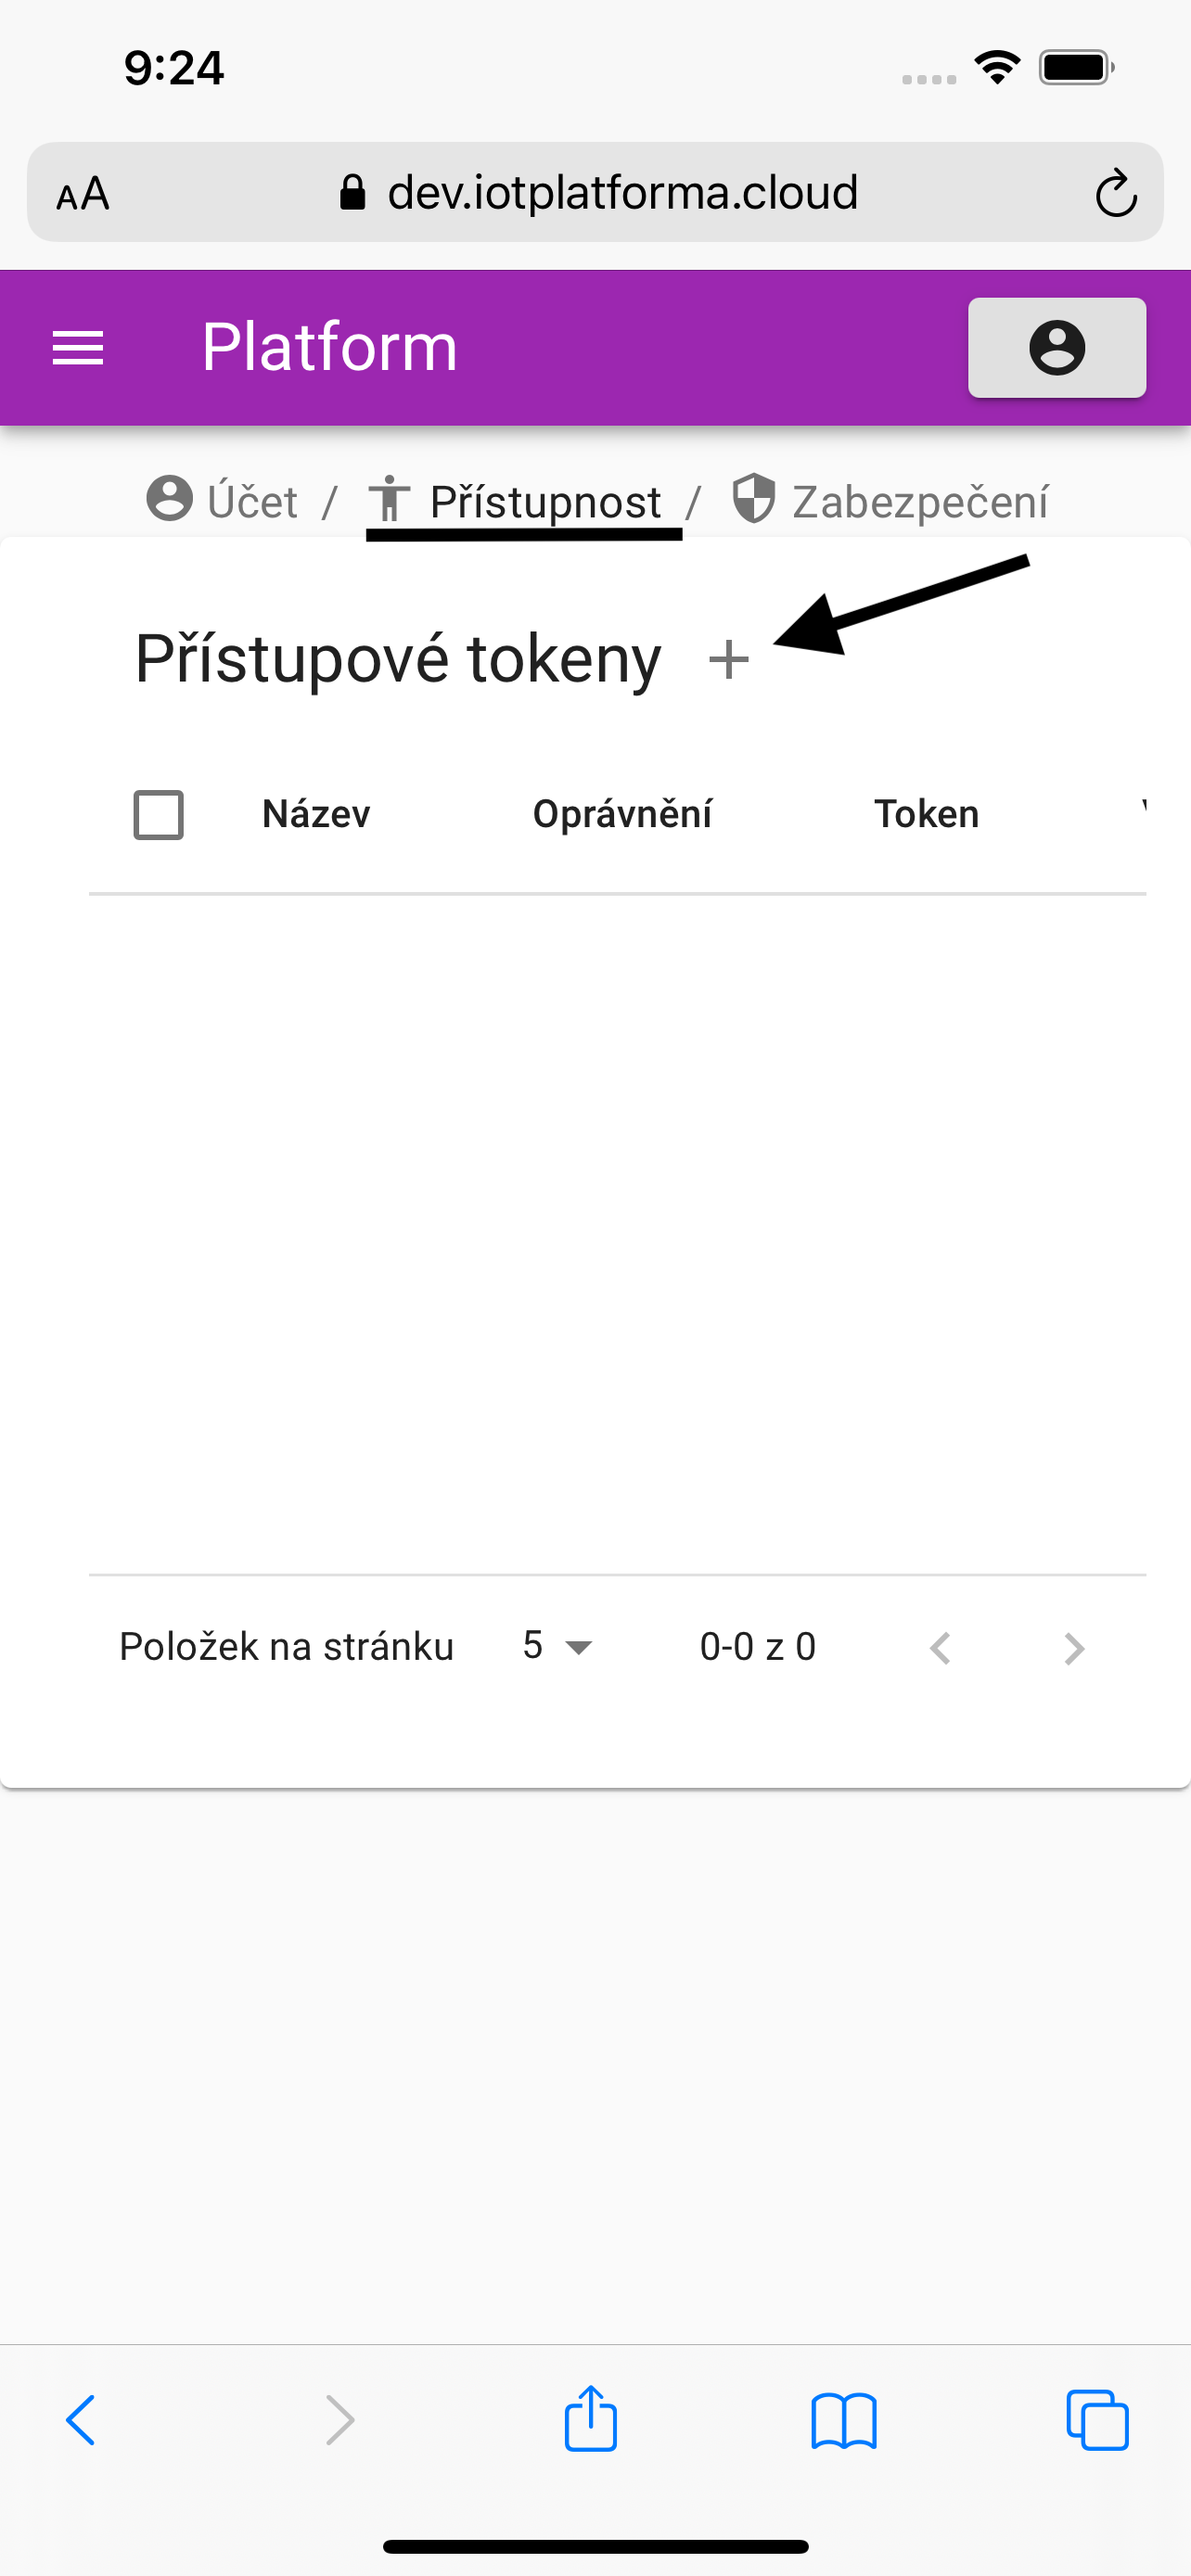 9:24
AA dev.iotplatforma.cloud
Platform
Účet / Přístupnost / Zabezpečení
Přístupové tokeny +
Název Oprávnění Token
Položek na stránku 5 0-0 z 0